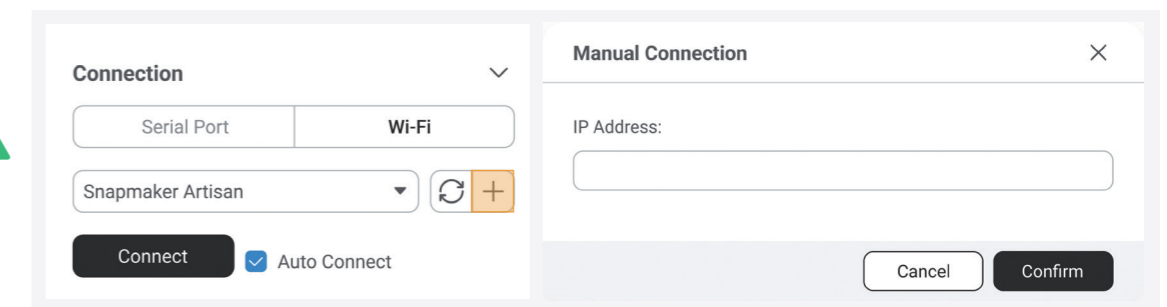 Connection
Serial Port
Wi-Fi
Snapmaker Artisan
Connect
Auto Connect
Manual Connection
IP Address:
Cancel
Confirm